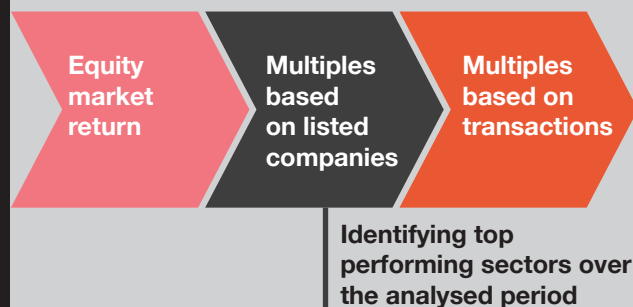 Equity
market
return
Multiples
based
on listed
companies
Multiples
based on
transactions
Identifying top
performing sectors over
the analysed period